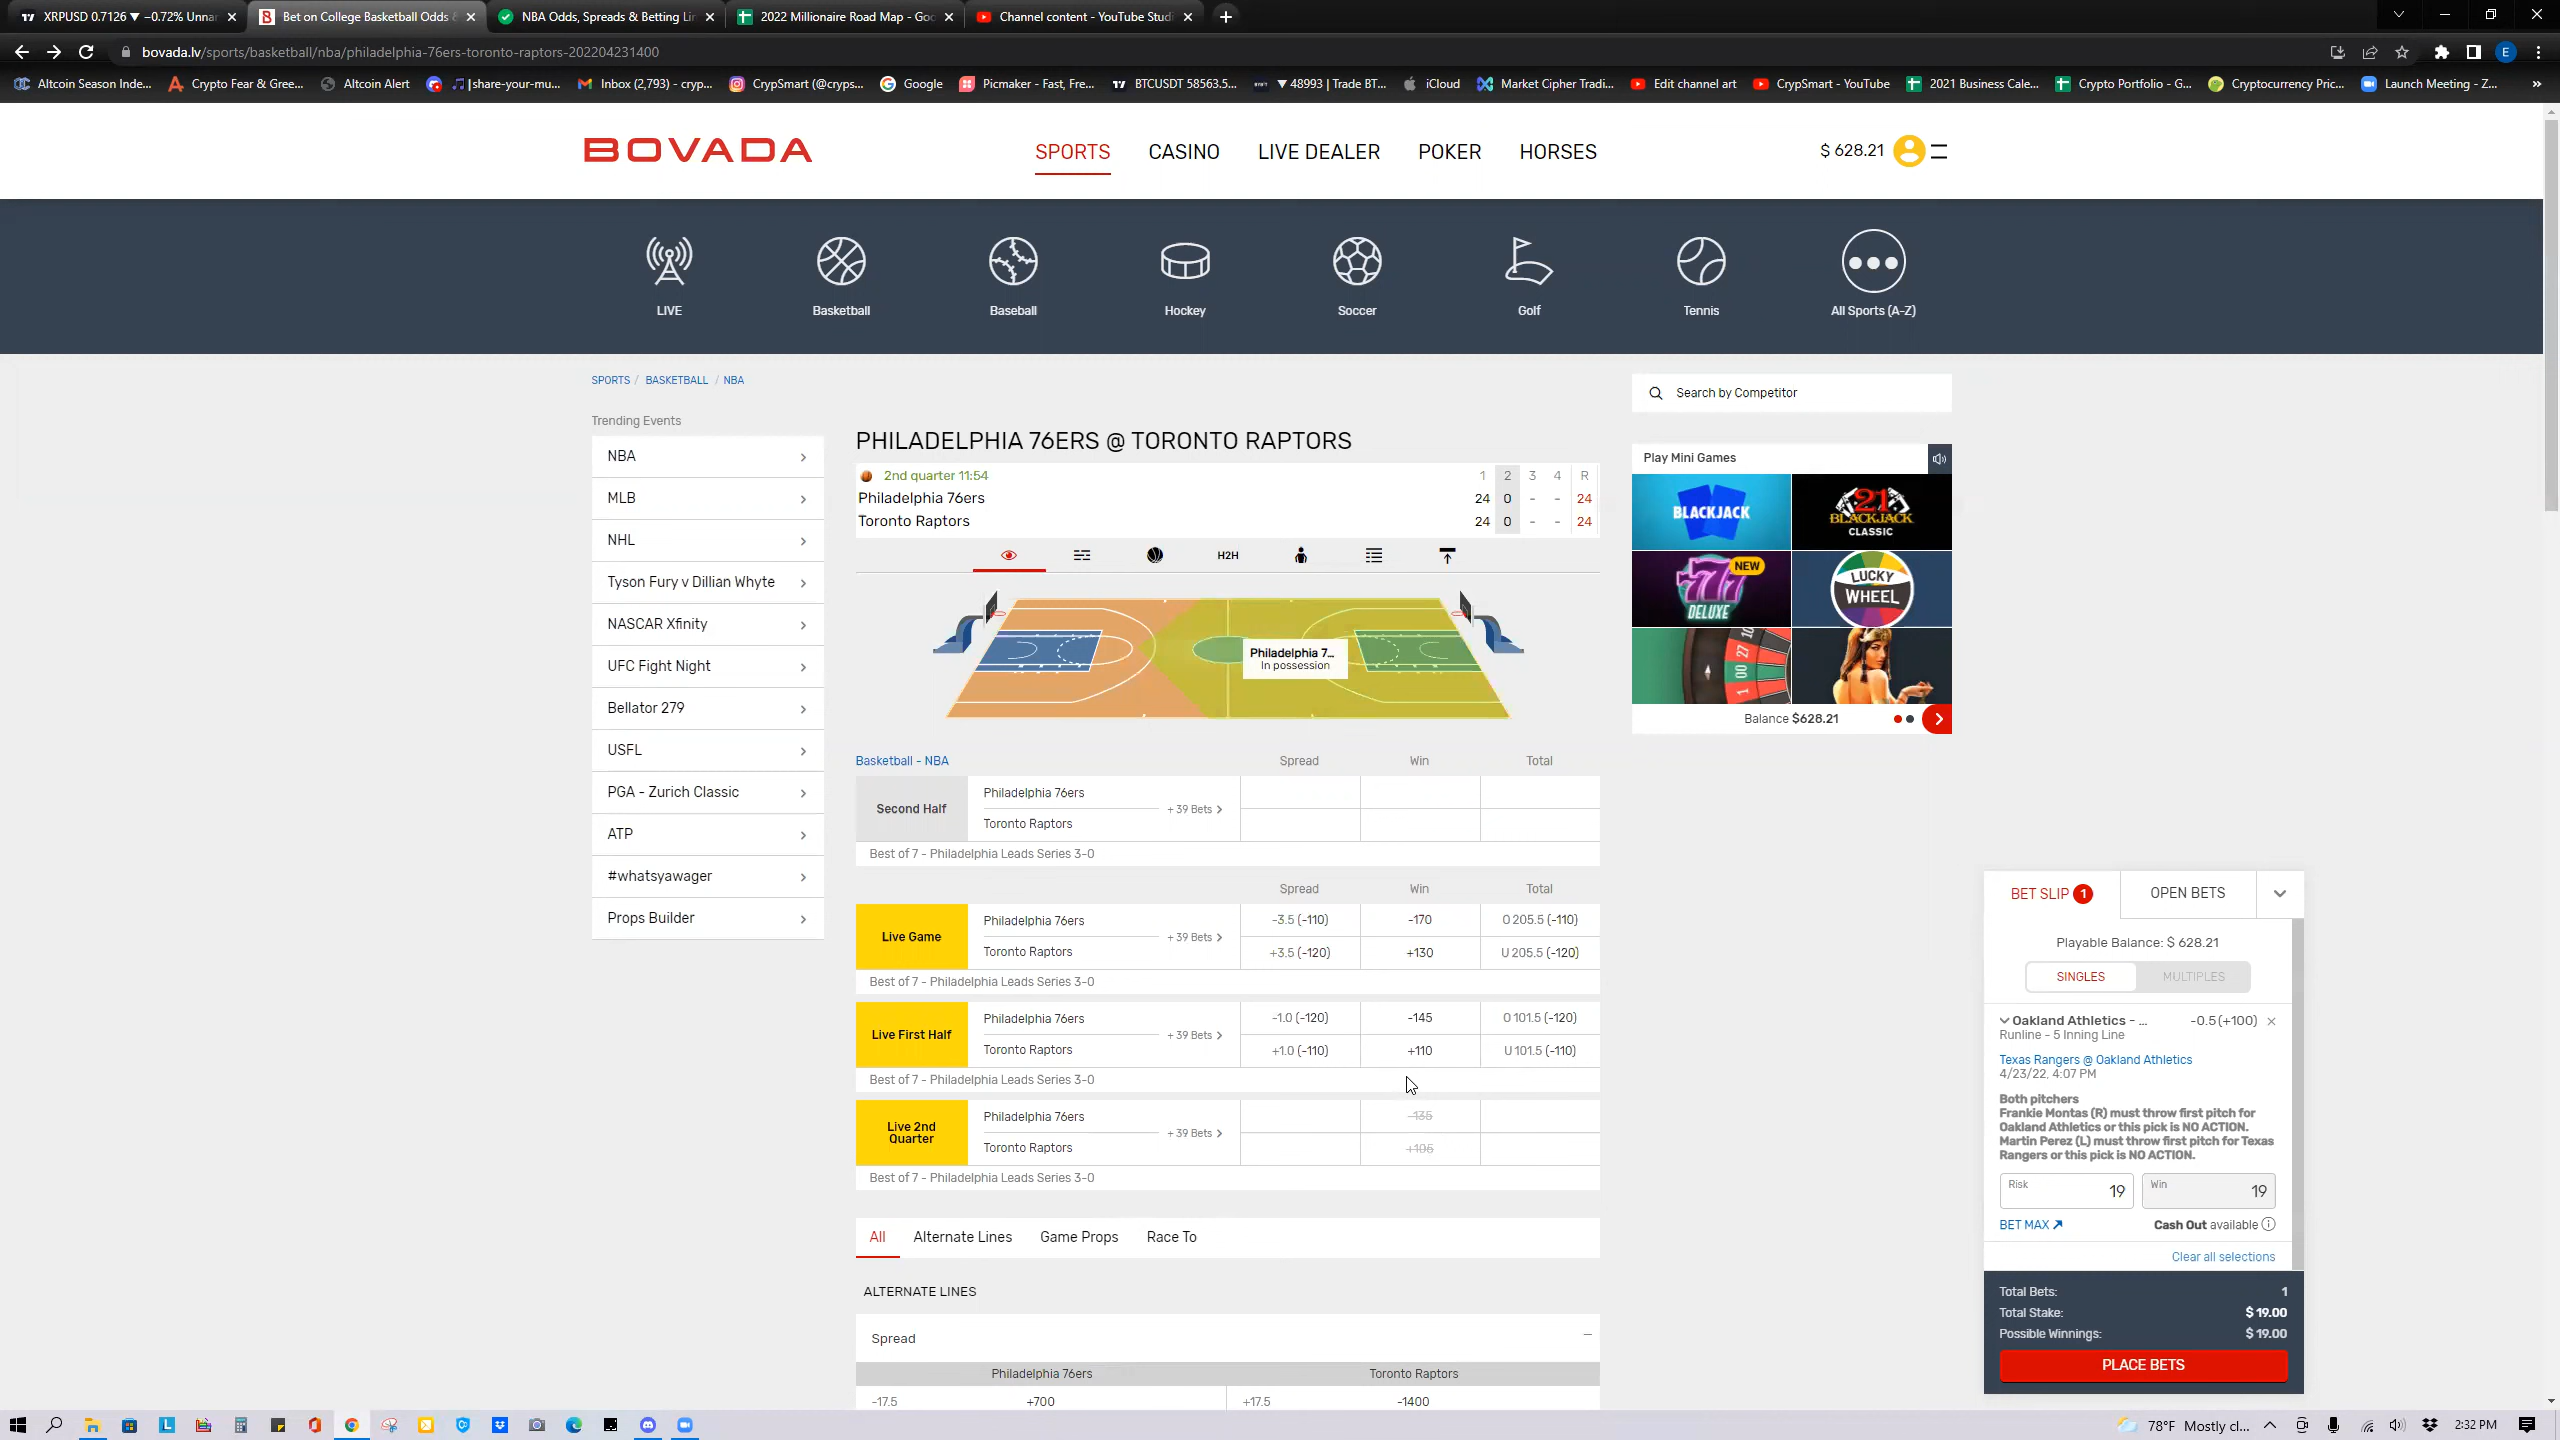 XRPUSD 0.7126 ▼ −0.72% Unnar
Bet on College Basketball Odds &
NBA Odds, Spreads & Betting Lin
2022 Millionaire Road Map - Goo
Channel content - YouTube Studi
bovada.lv/sports/basketball/nba/philadelphia-76ers-toronto-raptors-202204231400
E
Altcoin Season Inde...
Crypto Fear & Gree...
Altcoin Alert
|share-your-mu...
Inbox (2,793) - cryp...
CrypSmart (@cryps...
Google
Picmaker - Fast, Fre...
BTCUSDT 58563.5...
▼ 48993 | Trade BT...
iCloud
Market Cipher Tradi...
Edit channel art
CrypSmart - YouTube
2021 Business Cale...
Crypto Portfolio - G...
Cryptocurrency Pric...
Launch Meeting - Z...
»
BOVADA
SPORTS
CASINO
LIVE DEALER
POKER
HORSES
$ 628.21
LIVE
Basketball
Baseball
Hockey
Soccer
Golf
Tennis
All Sports (A-Z)
SPORTS / BASKETBALL / NBA
Trending Events
NBA
MLB
NHL
Tyson Fury v Dillian Whyte
NASCAR Xfinity
UFC Fight Night
Bellator 279
USFL
PGA - Zurich Classic
ATP
#whatsyawager
Props Builder
PHILADELPHIA 76ERS @ TORONTO RAPTORS
2nd quarter 11:54 1 2 3 4 R
Philadelphia 76ers 24 0 - - 24
Toronto Raptors 24 0 - - 24
H2H
Philadelphia 7...
In possession
Basketball - NBA Spread Win Total
Second Half
Philadelphia 76ers
+ 39 Bets
Toronto Raptors
Best of 7 - Philadelphia Leads Series 3-0
Spread Win Total
Live Game
Philadelphia 76ers -3.5 (-110) -170 O 205.5 (-110)
+ 39 Bets
Toronto Raptors +3.5 (-120) +130 U 205.5 (-120)
Best of 7 - Philadelphia Leads Series 3-0
Live First Half
Philadelphia 76ers -1.0 (-120) -145 O 101.5 (-120)
+ 39 Bets
Toronto Raptors +1.0 (-110) +110 U 101.5 (-110)
Best of 7 - Philadelphia Leads Series 3-0
Live 2nd
Quarter
Philadelphia 76ers -135
+ 39 Bets
Toronto Raptors +105
Best of 7 - Philadelphia Leads Series 3-0
All
Alternate Lines
Game Props
Race To
ALTERNATE LINES
Spread
Philadelphia 76ers Toronto Raptors
-17.5 +700 +17.5 -1400
Search by Competitor
Play Mini Games
BLACKJACK
21
BLACKJACK
CLASSIC
NEW
777
DELUXE
LUCKY
WHEEL
10
27
00
1
Balance $628.21
BET SLIP 1
OPEN BETS
Playable Balance: $ 628.21
SINGLES
MULTIPLES
Oakland Athletics - ... -0.5(+100)
Runline - 5 Inning Line
Texas Rangers @ Oakland Athletics
4/23/22, 4:07 PM
Both pitchers
Frankie Montas (R) must throw first pitch for
Oakland Athletics or this pick is NO ACTION.
Martin Perez (L) must throw first pitch for Texas
Rangers or this pick is NO ACTION.
Risk 19
Win 19
BET MAX
Cash Out available
Clear all selections
Total Bets: 1
Total Stake: $ 19.00
Possible Winnings: $ 19.00
PLACE BETS
78°F Mostly cl...
2:32 PM